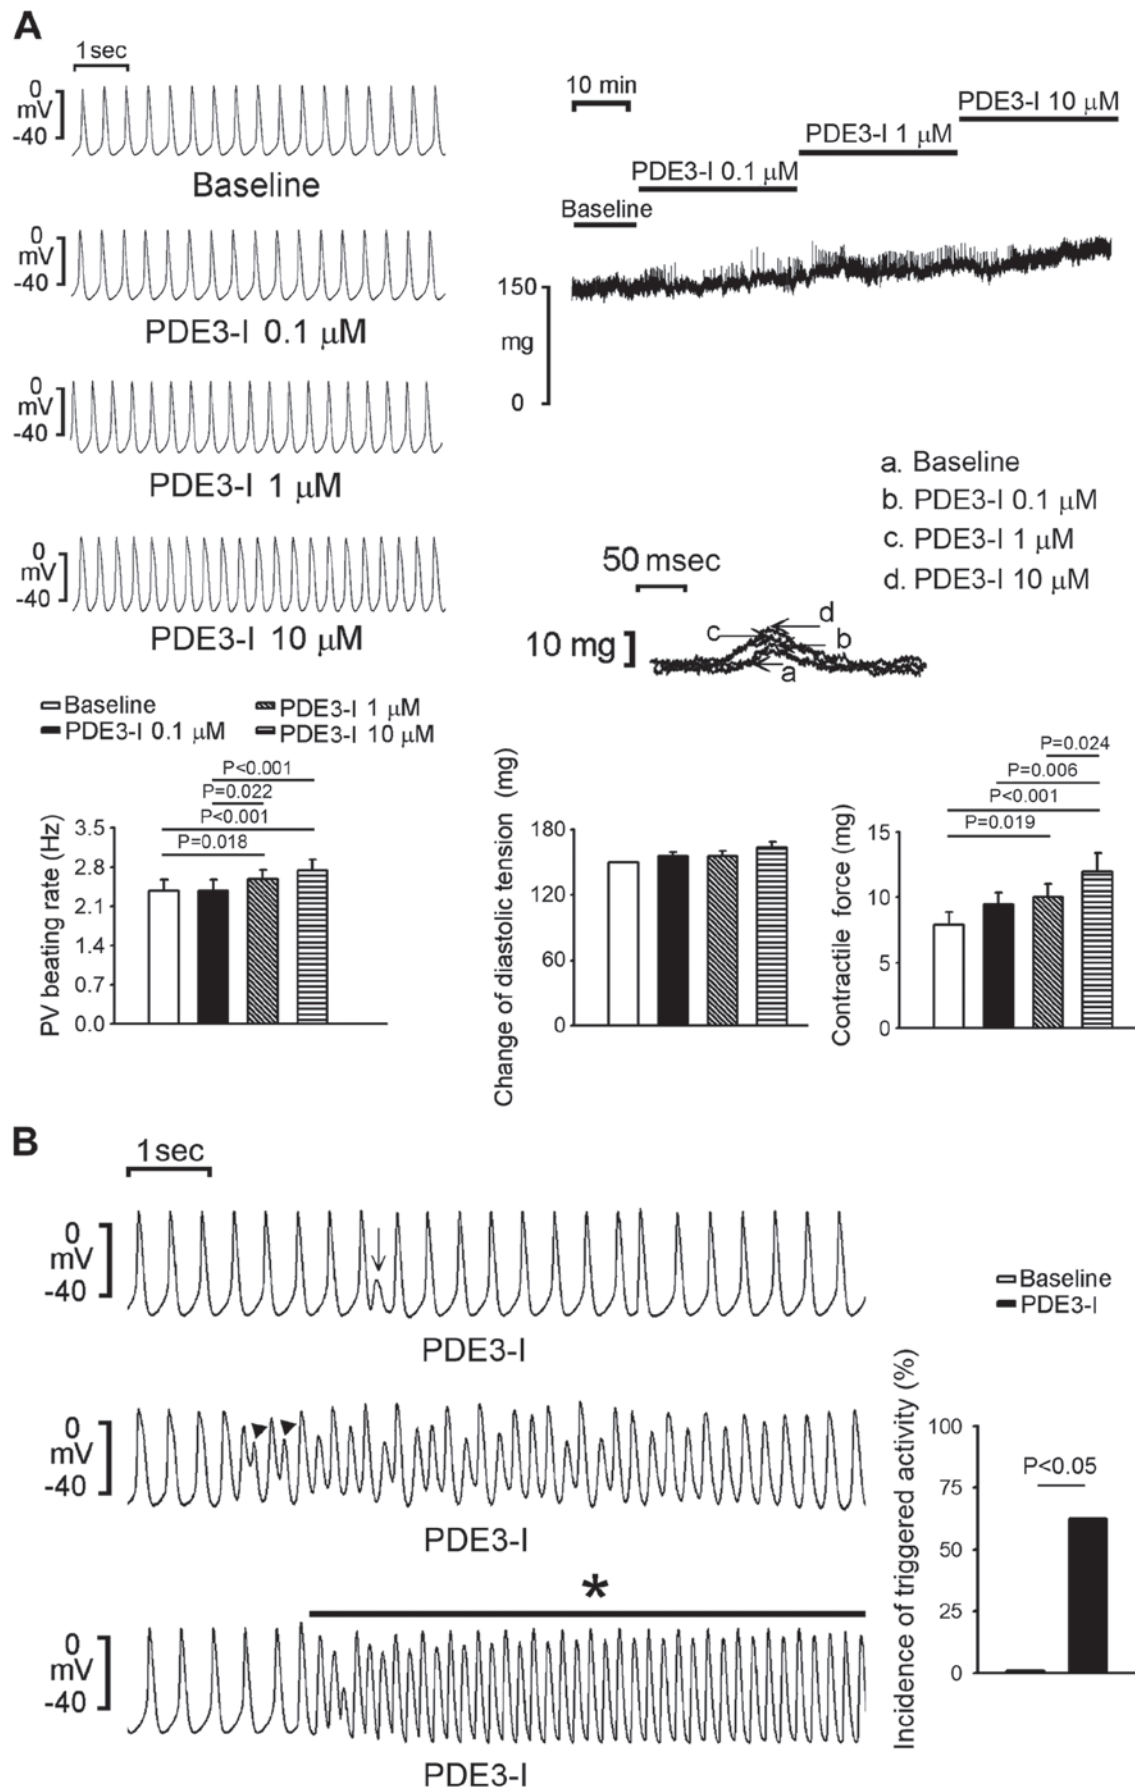 A
1sec
0
mV
-40
Baseline
0
mV
-40
PDE3-I 0.1 μM
0
mV
-40
PDE3-I 1 μM
0
mV
-40
PDE3-I 10 μM
10 min
PDE3-I 10 μM
PDE3-I 1 μM
PDE3-I 0.1 μM
Baseline
150
mg
0
a. Baseline
b. PDE3-I 0.1 μM
c. PDE3-I 1 μM
d. PDE3-I 10 μM
50 msec
10 mg
d
c
b
a
Baseline
PDE3-I 0.1 μM
PDE3-I 1 μM
PDE3-I 10 μM
P<0.001
P=0.022
P<0.001
P=0.018
PV beating rate (Hz)
3.5
2.8
2.1
1.4
0.7
0.0
Change of diastolic tension (mg)
180
120
60
0
P=0.024
P=0.006
P<0.001
P=0.019
Contractile force (mg)
15
10
5
0
B
1sec
0
mV
-40
PDE3-I
0
mV
-40
PDE3-I
*
0
mV
-40
PDE3-I
Baseline
PDE3-I
Incidence of triggered activity (%)
100
75
50
25
0
P<0.05